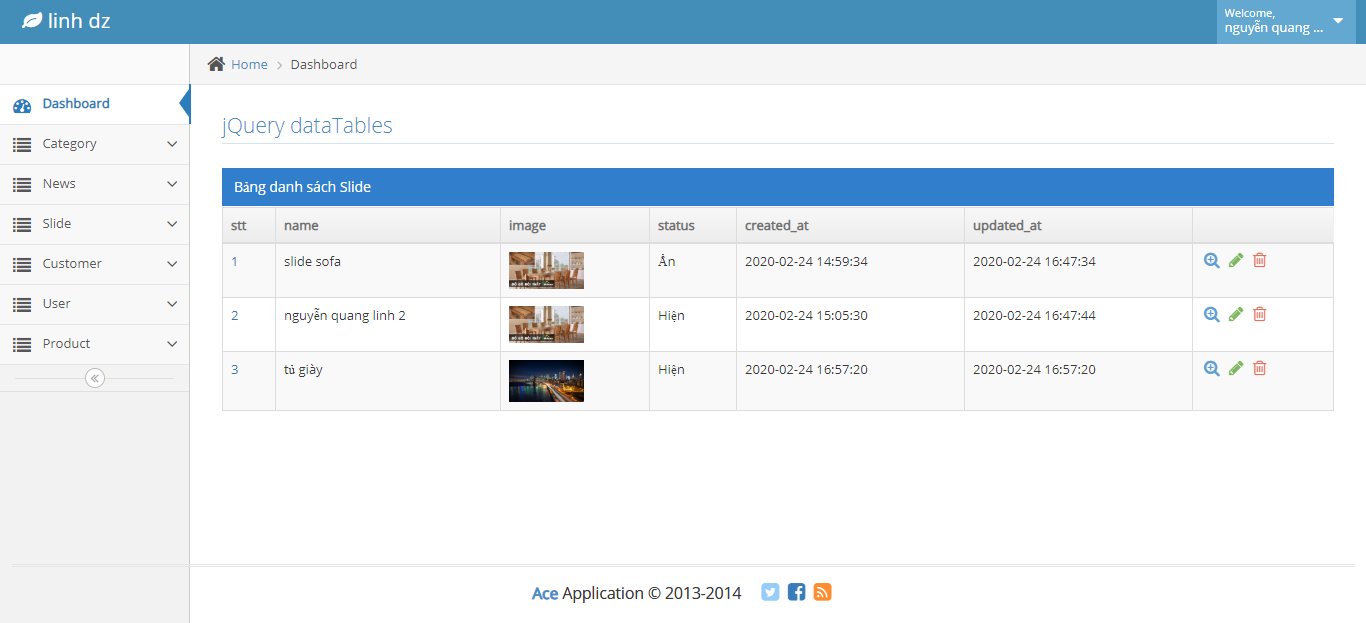 linh dz
Welcome,
nguyễn quang ...
Home > Dashboard
Dashboard
Category
News
Slide
Customer
User
Product
jQuery dataTables
Bảng danh sách Slide
stt name image status created_at updated_at
1 slide sofa Ẩn 2020-02-24 14:59:34 2020-02-24 16:47:34
2 nguyễn quang linh 2 Hiện 2020-02-24 15:05:30 2020-02-24 16:47:44
3 tủ giày Hiện 2020-02-24 16:57:20 2020-02-24 16:57:20
Ace Application © 2013-2014